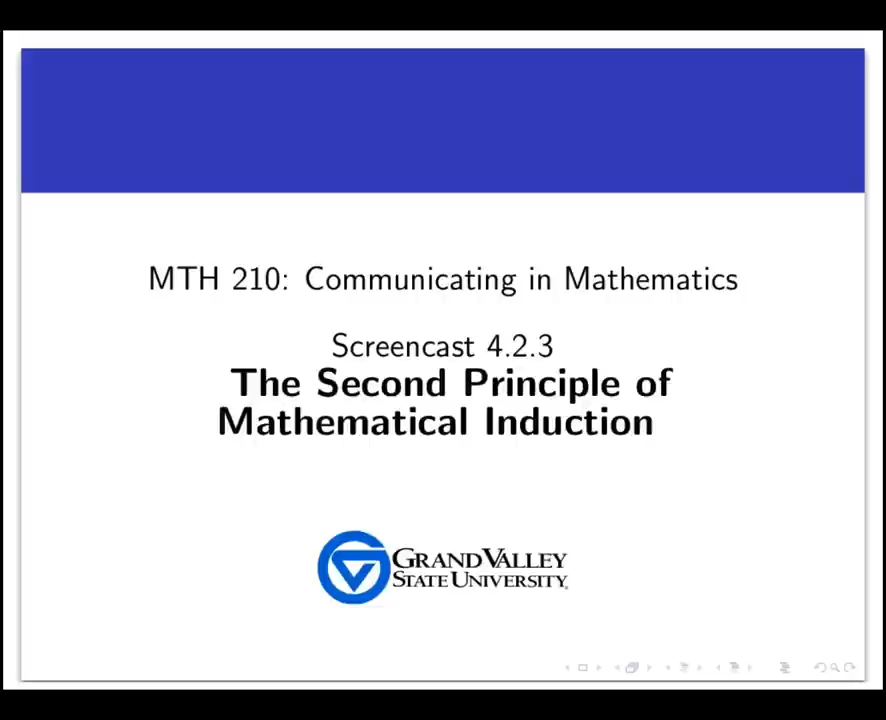 MTH 210: Communicating in Mathematics
Screencast 4.2.3
The Second Principle of
Mathematical Induction
GRAND VALLEY
STATE UNIVERSITY